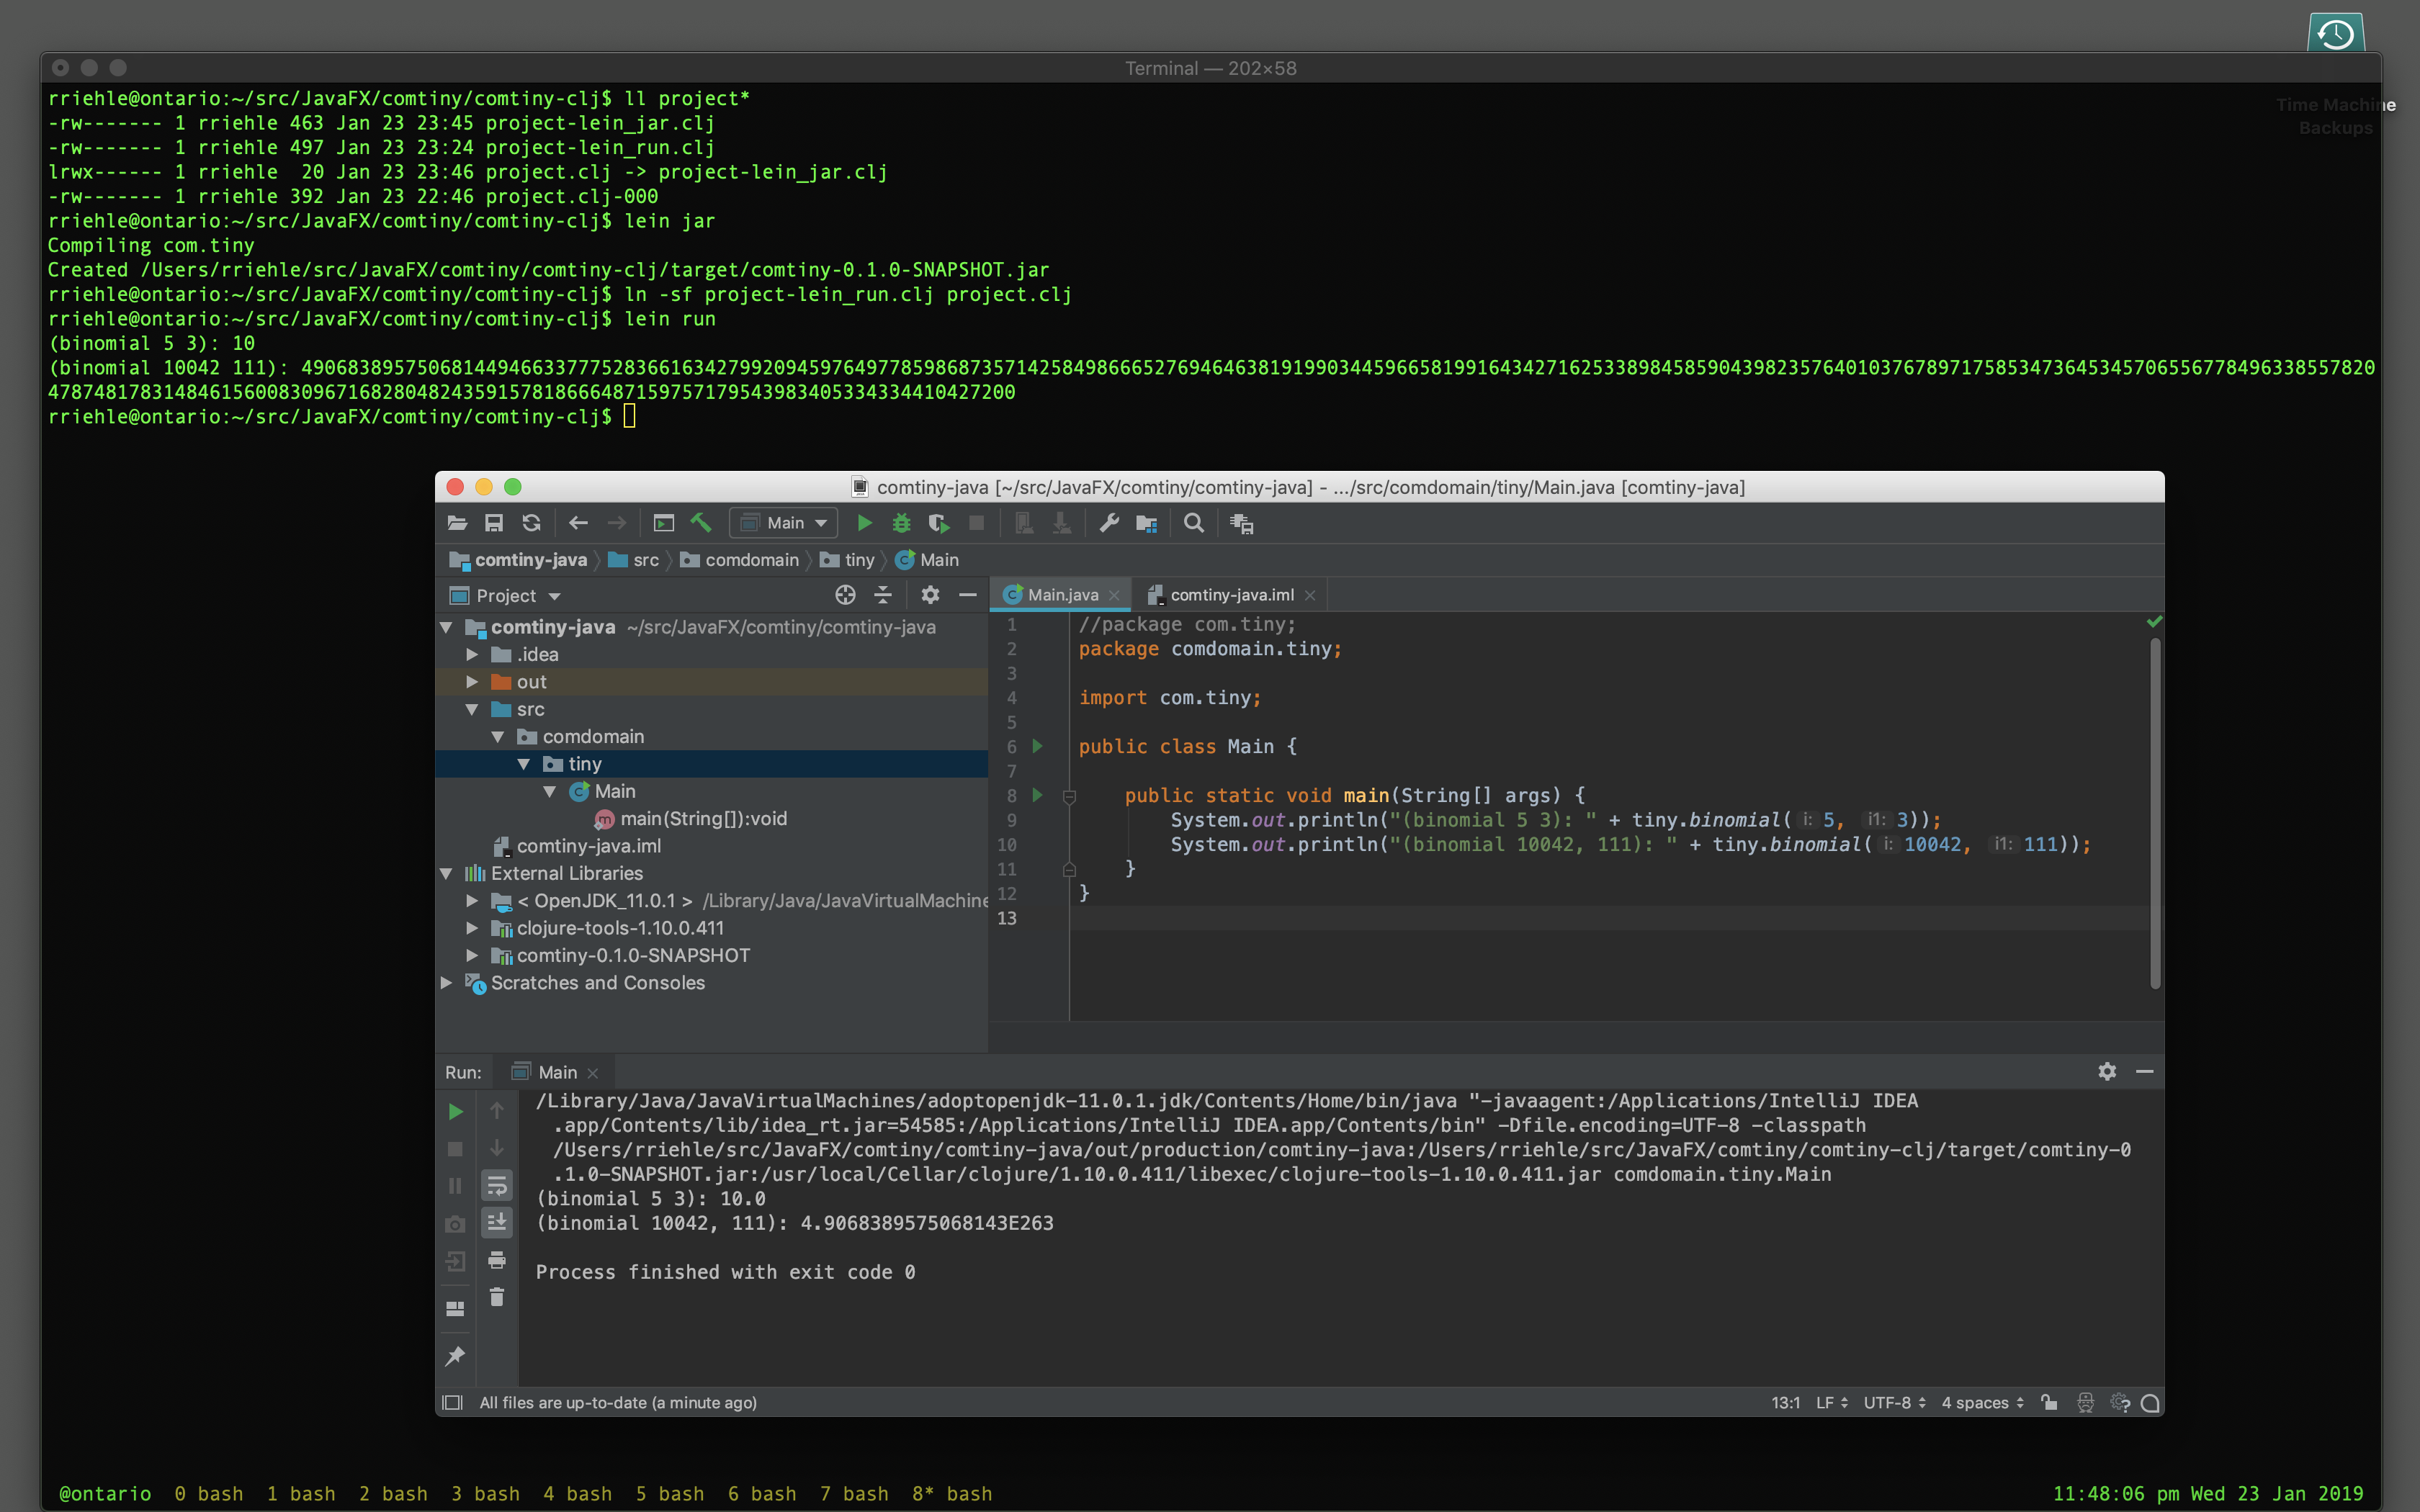 Terminal — 202×58
Time Machine
Backups
rriehle@ontario:~/src/JavaFX/comtiny/comtiny-clj$ ll project*
-rw------- 1 rriehle 463 Jan 23 23:45 project-lein_jar.clj
-rw------- 1 rriehle 497 Jan 23 23:24 project-lein_run.clj
lrwx------ 1 rriehle  20 Jan 23 23:46 project.clj -> project-lein_jar.clj
-rw------- 1 rriehle 392 Jan 23 22:46 project.clj-000
rriehle@ontario:~/src/JavaFX/comtiny/comtiny-clj$ lein jar
Compiling com.tiny
Created /Users/rriehle/src/JavaFX/comtiny/comtiny-clj/target/comtiny-0.1.0-SNAPSHOT.jar
rriehle@ontario:~/src/JavaFX/comtiny/comtiny-clj$ ln -sf project-lein_run.clj project.clj
rriehle@ontario:~/src/JavaFX/comtiny/comtiny-clj$ lein run
(binomial 5 3): 10
(binomial 10042 111): 4906838957506814494663377752836616342799209459764977859868735714258498666527694646381919903445966581991643427162533898458590439823576401037678971758534736453457065567784963385578​20
4787481783148461560083096716828048243591578186664871597571795439834053343344104​27200
rriehle@ontario:~/src/JavaFX/comtiny/comtiny-clj$
comtiny-java [~/src/JavaFX/comtiny/comtiny-java] - .../src/comdomain/tiny/Main.java [comtiny-java]
Main
comtiny-java src comdomain tiny Main
Project
Main.java comtiny-java.iml
comtiny-java ~/src/JavaFX/comtiny/comtiny-java
.idea
out
src
comdomain
tiny
Main
main(String[]):void
comtiny-java.iml
External Libraries
< OpenJDK_11.0.1 > /Library/Java/JavaVirtualMachine
clojure-tools-1.10.0.411
comtiny-0.1.0-SNAPSHOT
Scratches and Consoles
1 //package com.tiny;
2 package comdomain.tiny;
3
4 import com.tiny;
5
6 public class Main {
7
8     public static void main(String[] args) {
9         System.out.println("(binomial 5 3): " + tiny.binomial( i: 5, i1: 3));
10         System.out.println("(binomial 10042, 111): " + tiny.binomial( i: 10042, i1: 111));
11     }
12 }
13
Run: Main
/Library/Java/JavaVirtualMachines/adoptopenjdk-11.0.1.jdk/Contents/Home/bin/java "-javaagent:/Applications/IntelliJ IDEA
.app/Contents/lib/idea_rt.jar=54585:/Applications/IntelliJ IDEA.app/Contents/bin" -Dfile.encoding=UTF-8 -classpath
/Users/rriehle/src/JavaFX/comtiny/comtiny-java/out/production/comtiny-java:/Users/rriehle/src/JavaFX/comtiny/comtiny-clj/target/comtiny-0
.1.0-SNAPSHOT.jar:/usr/local/Cellar/clojure/1.10.0.411/libexec/clojure-tools-1.10.0.411.jar comdomain.tiny.Main
(binomial 5 3): 10.0
(binomial 10042, 111): 4.9068389575068143E263
Process finished with exit code 0
All files are up-to-date (a minute ago)
13:1 LF UTF-8 4 spaces
@ontario  0 bash  1 bash  2 bash  3 bash  4 bash  5 bash  6 bash  7 bash  8* bash
11:48:06 pm Wed 23 Jan 2019